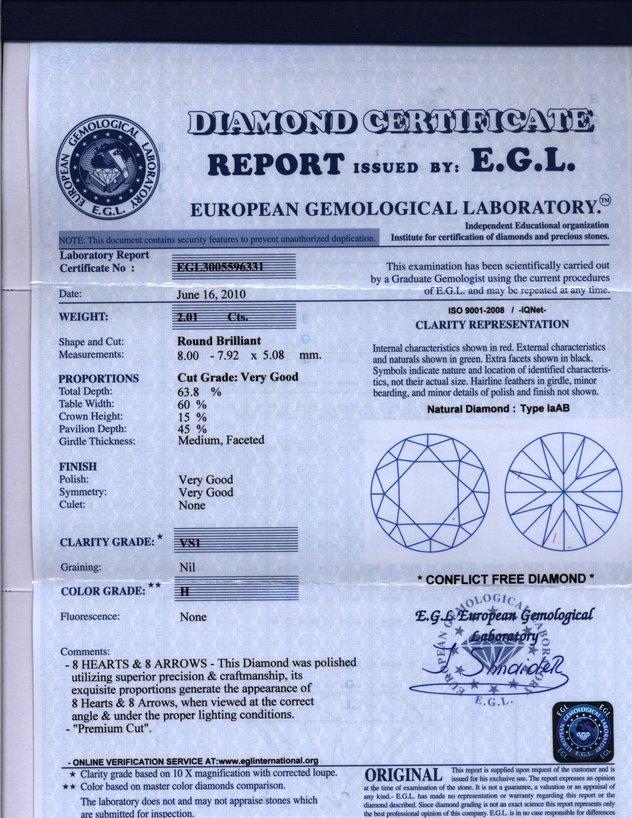 DIAMOND CERTIFICATE
REPORT ISSUED BY: E.G.L.
EUROPEAN GEMOLOGICAL LABORATORY.™
EUROPEAN GEMOLOGICAL LABORATORY
E.G.L.
Independent Educational organization
Institute for certification of diamonds and precious stones.
NOTE: This document contains security features to prevent unauthorized duplication.
Laboratory Report
Certificate No : EGL3005596331
Date: June 16, 2010
WEIGHT: 2.01 Cts.
Shape and Cut: Round Brilliant
Measurements: 8.00 - 7.92 x 5.08 mm.
PROPORTIONS Cut Grade: Very Good
Total Depth: 63.8 %
Table Width: 60 %
Crown Height: 15 %
Pavilion Depth: 45 %
Girdle Thickness: Medium, Faceted
FINISH
Polish: Very Good
Symmetry: Very Good
Culet: None
CLARITY GRADE: * VS1
Graining: Nil
COLOR GRADE: ** H
Fluorescence: None
Comments:
- 8 HEARTS & 8 ARROWS - This Diamond was polished
utilizing superior precision & craftmanship, its
exquisite proportions generate the appearance of
8 Hearts & 8 Arrows, when viewed at the correct
angle & under the proper lighting conditions.
- "Premium Cut".
- ONLINE VERIFICATION SERVICE AT:www.eglinternational.org
* Clarity grade based on 10 X magnification with corrected loupe.
** Color based on master color diamonds comparison.
The laboratory does not and may not appraise stones which
are submitted for inspection.
This examination has been scientifically carried out
by a Graduate Gemologist using the current procedures
of E.G.L. and may be repeated at any time.
ISO 9001-2008 / -IQNet-
CLARITY REPRESENTATION
Internal characteristics shown in red. External characteristics
and naturals shown in green. Extra facets shown in black.
Symbols indicate nature and location of identified characteris-
tics, not their actual size. Hairline feathers in girdle, minor
bearding, and minor details of polish and finish not shown.
Natural Diamond : Type IaAB
* CONFLICT FREE DIAMOND *
E.G.L European Gemological
Laboratory
EUROPEAN GEMOLOGICAL LABORATORY
E.G.L.
EGL EGL
EGL EGL
ORIGINAL
This report is supplied upon request of the customer and is
issued for his exclusive use. The report expresses an opinion
at the time of examination of the stone. It is not a guarantee, a valuation or an appraisal of
any kind.- E.G.L. has made no representation or warranty regarding this report or the
diamond described. Since diamond grading is not an exact science this report represents only
the best professional opinion of this company. E.G.L. is in no case responsible for differences